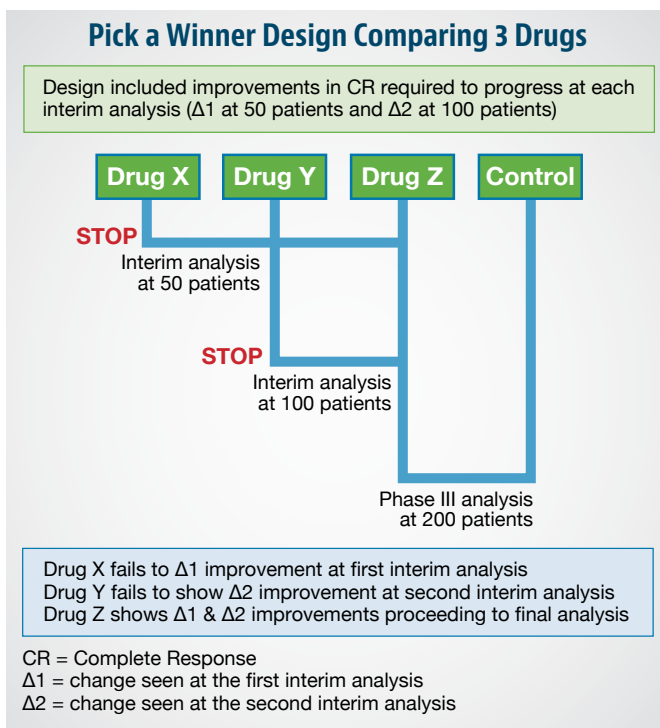 Pick a Winner Design Comparing 3 Drugs
Design included improvements in CR required to progress at each
interim analysis (Δ1 at 50 patients and Δ2 at 100 patients)
Drug X Drug Y Drug Z Control
STOP
Interim analysis
at 50 patients
STOP
Interim analysis
at 100 patients
Phase III analysis
at 200 patients
Drug X fails to Δ1 improvement at first interim analysis
Drug Y fails to show Δ2 improvement at second interim analysis
Drug Z shows Δ1 & Δ2 improvements proceeding to final analysis
CR = Complete Response
Δ1 = change seen at the first interim analysis
Δ2 = change seen at the second interim analysis